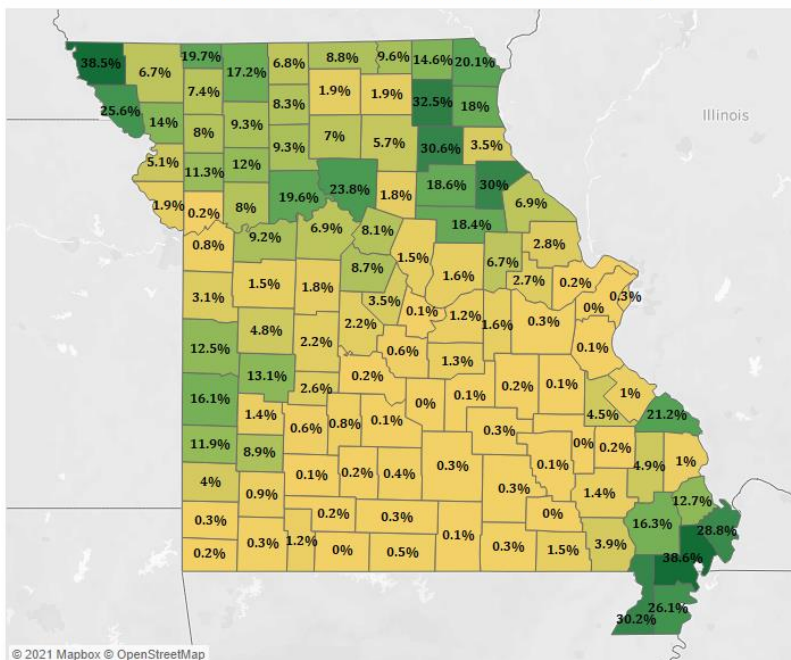 19.7% 6.8% 8.8% 9.6% 14.6% 20.1%
38.5% 6.7% 17.2%
7.4% 8.3% 1.9% 1.9% 32.5% 18%
25.6% 14% 8% 9.3% Illinois
9.3% 7% 5.7% 30.6% 3.5%
5.1% 11.3% 12%
19.6% 23.8% 1.8% 18.6% 30%
1.9% 0.2% 8% 6.9%
6.9% 8.1% 18.4%
0.8% 9.2% 2.8%
8.7% 1.5% 1.6% 6.7%
3.1% 1.5% 1.8% 2.7% 0.2% 0.3%
3.5% 0.1% 1.2% 0%
4.8% 2.2% 1.6% 0.3%
12.5% 2.2% 0.6% 0.1%
1.3%
13.1% 0.2%
16.1% 2.6% 0% 0.1% 0.2% 0.1% 1%
1.4% 0.6% 0.8% 0.1% 4.5% 21.2%
11.9% 8.9% 0.3% 0% 0.2%
4% 0.1% 0.2% 0.4% 0.3% 0.1% 4.9% 1%
0.9% 0.3% 1.4%
0.3% 0.2% 0.3% 0% 12.7%
0.2% 0.3% 1.2% 0% 0.5% 0.1% 0.3% 1.5% 3.9% 16.3% 28.8%
38.6%
30.2% 26.1%
© 2021 Mapbox © OpenStreetMap